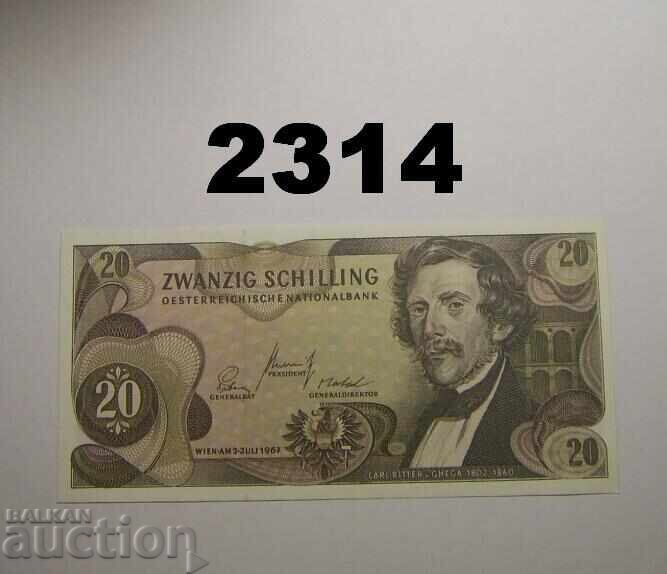 2314
20
20
ZWANZIG SCHILLING
OESTERREICHISCHE NATIONALBANK
GENERALRAT
PRÄSIDENT
GENERALDIREKTOR
20
WIEN·AM 2·JULI 1967
20
CARL RITTER v. GHEGA 1802-1860
BALKAN
auction